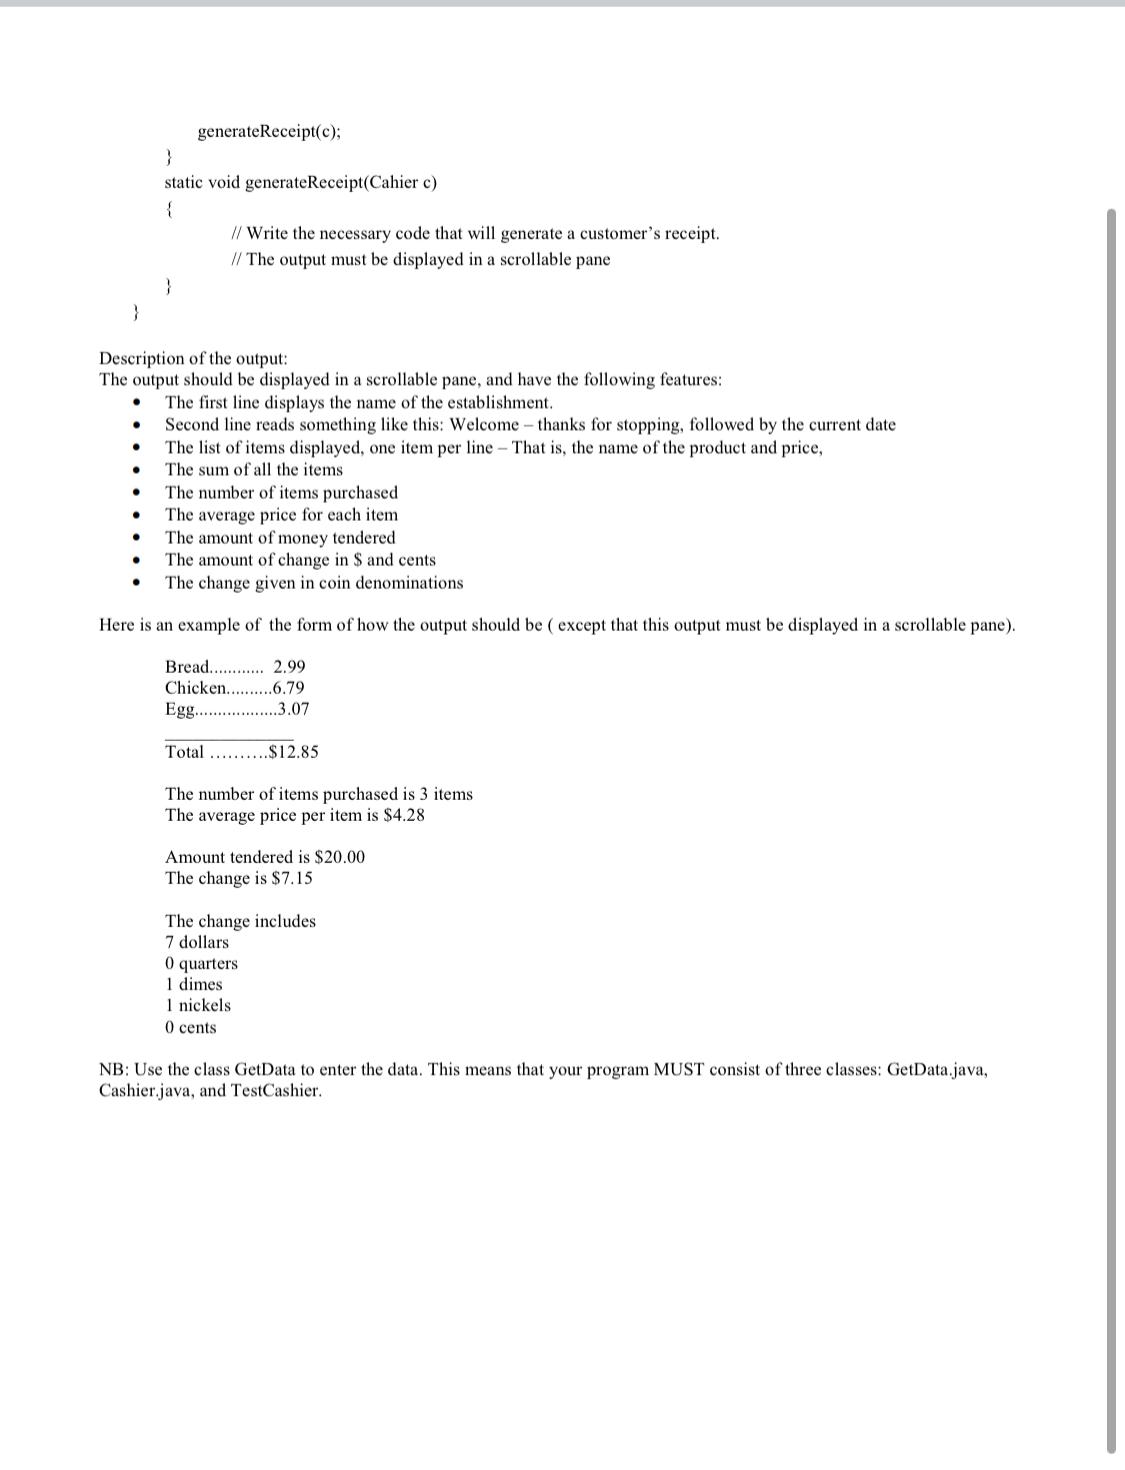 generateReceipt(c);
}
static void generateReceipt(Cahier c)
{
// Write the necessary code that will generate a customer’s receipt.
// The output must be displayed in a scrollable pane
}
}
Description of the output:
The output should be displayed in a scrollable pane, and have the following features:
• The first line displays the name of the establishment.
• Second line reads something like this: Welcome – thanks for stopping, followed by the current date
• The list of items displayed, one item per line – That is, the name of the product and price,
• The sum of all the items
• The number of items purchased
• The average price for each item
• The amount of money tendered
• The amount of change in $ and cents
• The change given in coin denominations
Here is an example of the form of how the output should be ( except that this output must be displayed in a scrollable pane).
Bread............ 2.99
Chicken..........6.79
Egg..................3.07
_______________
Total ……….$12.85
The number of items purchased is 3 items
The average price per item is $4.28
Amount tendered is $20.00
The change is $7.15
The change includes
7 dollars
0 quarters
1 dimes
1 nickels
0 cents
NB: Use the class GetData to enter the data. This means that your program MUST consist of three classes: GetData.java,
Cashier.java, and TestCashier.